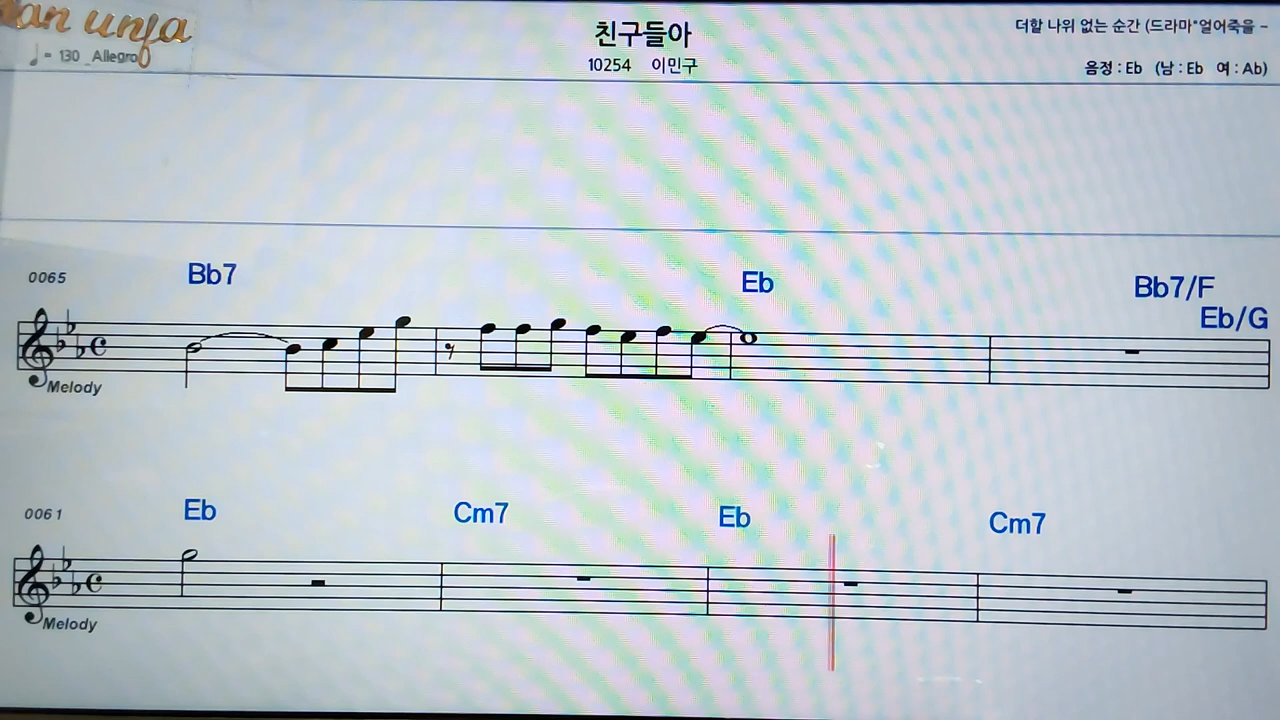 an unja
♩= 130 _Allegro
친구들아
10254 이민구
더할 나위 없는 순간 (드라마"얼어죽을 -
음정 : Eb (남 : Eb 여 : Ab)
0065 Bb7 Eb Bb7/F
Eb/G
Melody
0061 Eb Cm7 Eb Cm7
Melody